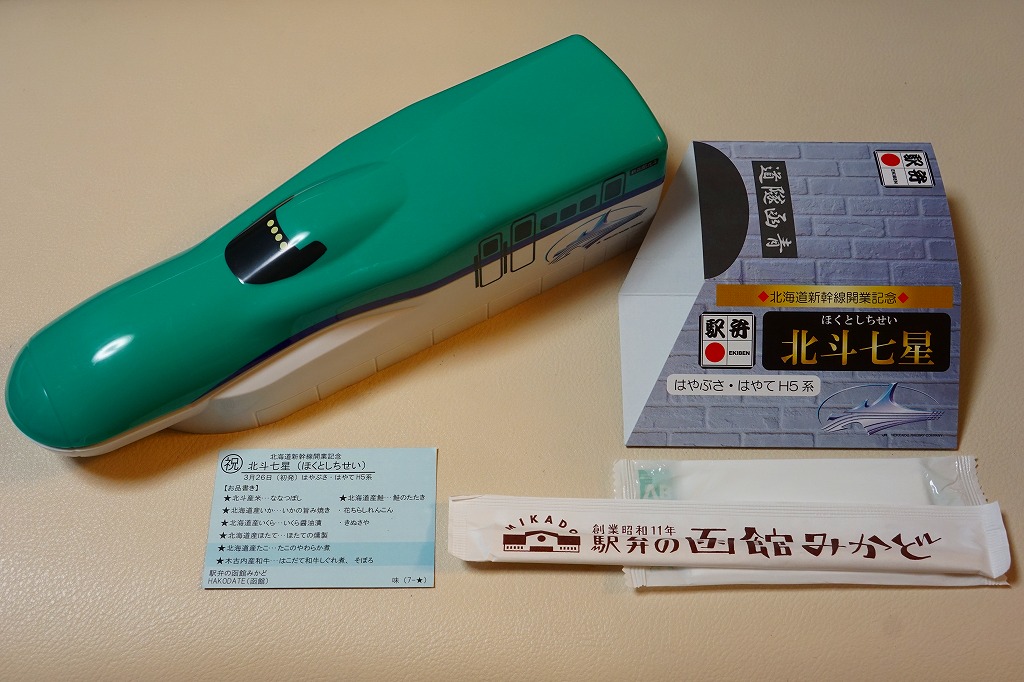 駅弁
EKIBEN
道隧函青
◆北海道新幹線開業記念◆
駅弁
EKIBEN
ほくとしちせい
北斗七星
はやぶさ・はやてH5系
北海道新幹線開業記念
祝 北斗七星（ほくとしちせい）
3月26日（初発）はやぶさ・はやてH5系
【お品書き】
★北斗産米‥ななつぼし ★北海道産鮭‥鮭のたたき
★北海道産いか‥いかの旨み焼き ・花ちらしれんこん
★北海道産いくら‥いくら醤油漬 ・きぬさや
★北海道産ほたて‥ほたての燻製
★北海道産たこ‥たこのやわらか煮
★木古内産和牛‥はこだて和牛しぐれ煮、そぼろ
駅弁の函館みかど
HAKODATE（函館） 味（7-★）
MIKADO
創業昭和11年
駅弁の函館みかど